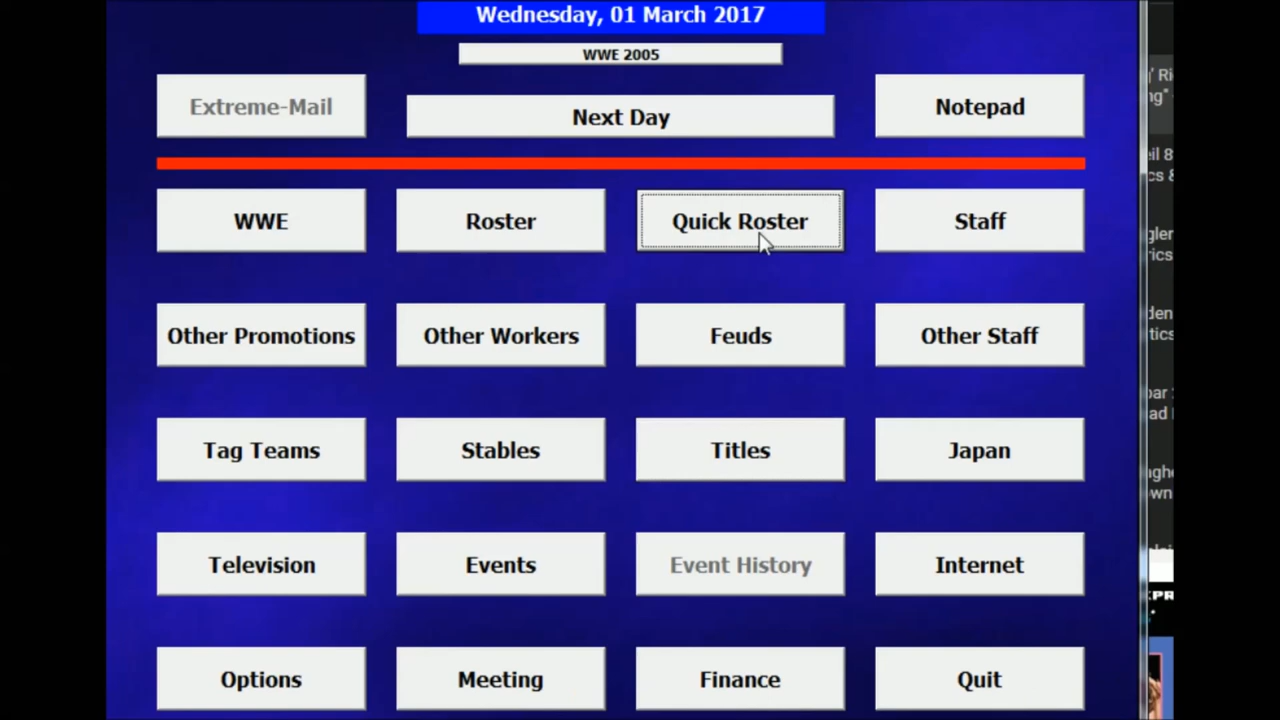 Wednesday, 01 March 2017
WWE 2005
Extreme-Mail
Next Day
Notepad
WWE
Roster
Quick Roster
Staff
Other Promotions
Other Workers
Feuds
Other Staff
Tag Teams
Stables
Titles
Japan
Television
Events
Event History
Internet
Options
Meeting
Finance
Quit